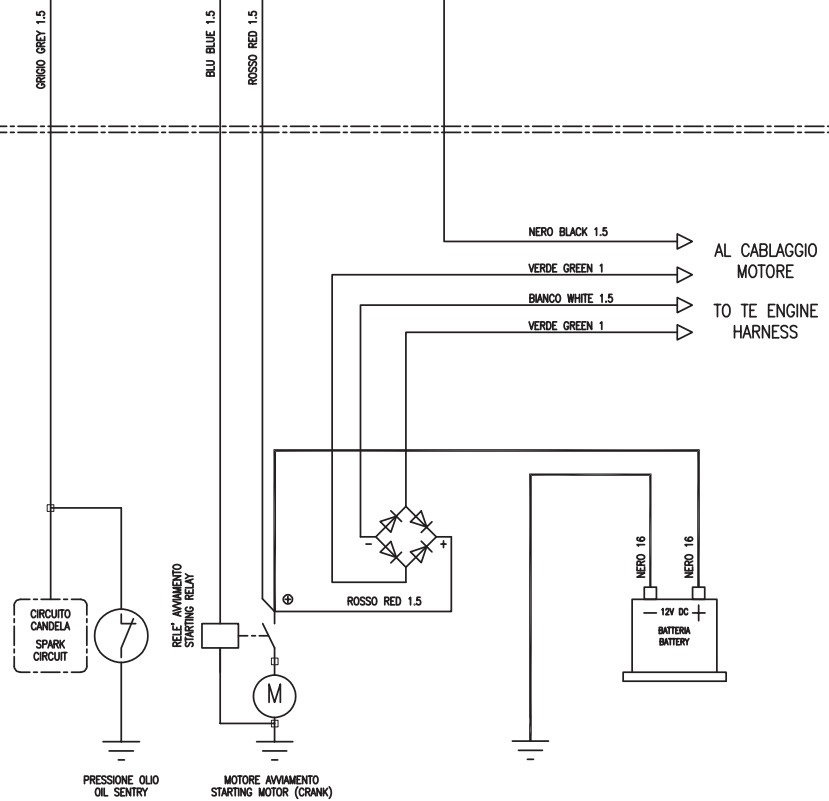 GRIGIO GREY 1.5
BLU BLUE 1.5
ROSSO RED 1.5
NERO BLACK 1.5
VERDE GREEN 1
BIANCO WHITE 1.5
VERDE GREEN 1
AL CABLAGGIO
MOTORE
TO TE ENGINE
HARNESS
NERO 16
NERO 16
− +
ROSSO RED 1.5
RELE' AVVIAMENTO
STARTING RELAY
CIRCUITO
CANDELA
SPARK
CIRCUIT
M
— 12V DC +
BATTERIA
BATTERY
PRESSIONE OLIO
OIL SENTRY
MOTORE AVVIAMENTO
STARTING MOTOR (CRANK)